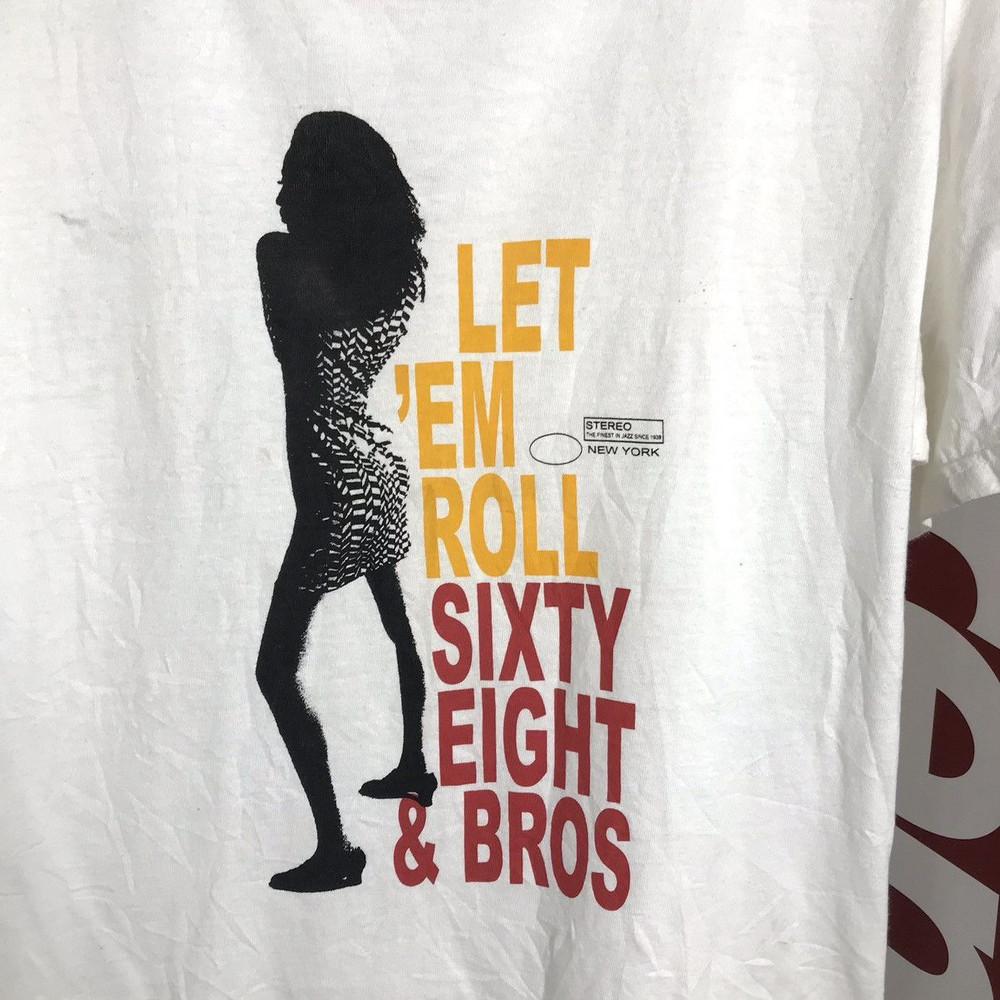 LET
'EM
ROLL
STEREO
THE FINEST IN JAZZ SINCE 1939
NEW YORK
SIXTY
EIGHT
& BROS